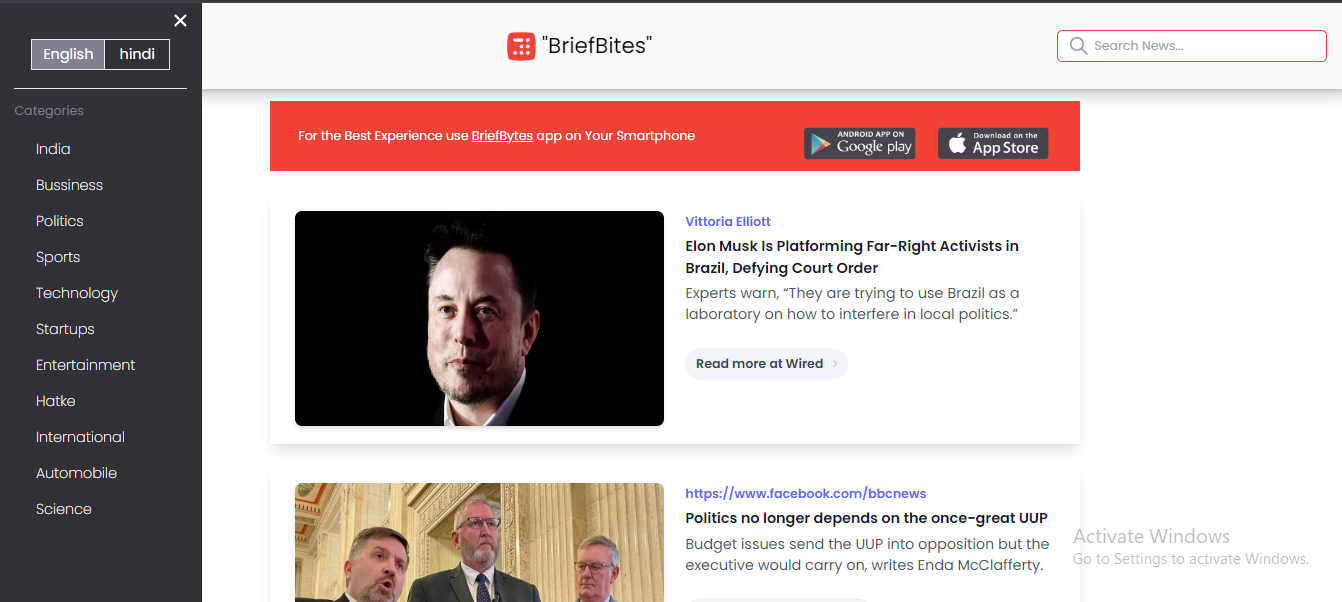 English
hindi
Categories
India
Bussiness
Politics
Sports
Technology
Startups
Entertainment
Hatke
International
Automobile
Science
"BriefBites"
Search News...
For the Best Experience use BriefBytes app on Your Smartphone
ANDROID APP ON
Google play
Download on the
App Store
Vittoria Elliott
Elon Musk Is Platforming Far-Right Activists in
Brazil, Defying Court Order
Experts warn, “They are trying to use Brazil as a
laboratory on how to interfere in local politics.”
Read more at Wired
https://www.facebook.com/bbcnews
Politics no longer depends on the once-great UUP
Budget issues send the UUP into opposition but the
executive would carry on, writes Enda McClafferty.
Activate Windows
Go to Settings to activate Windows.